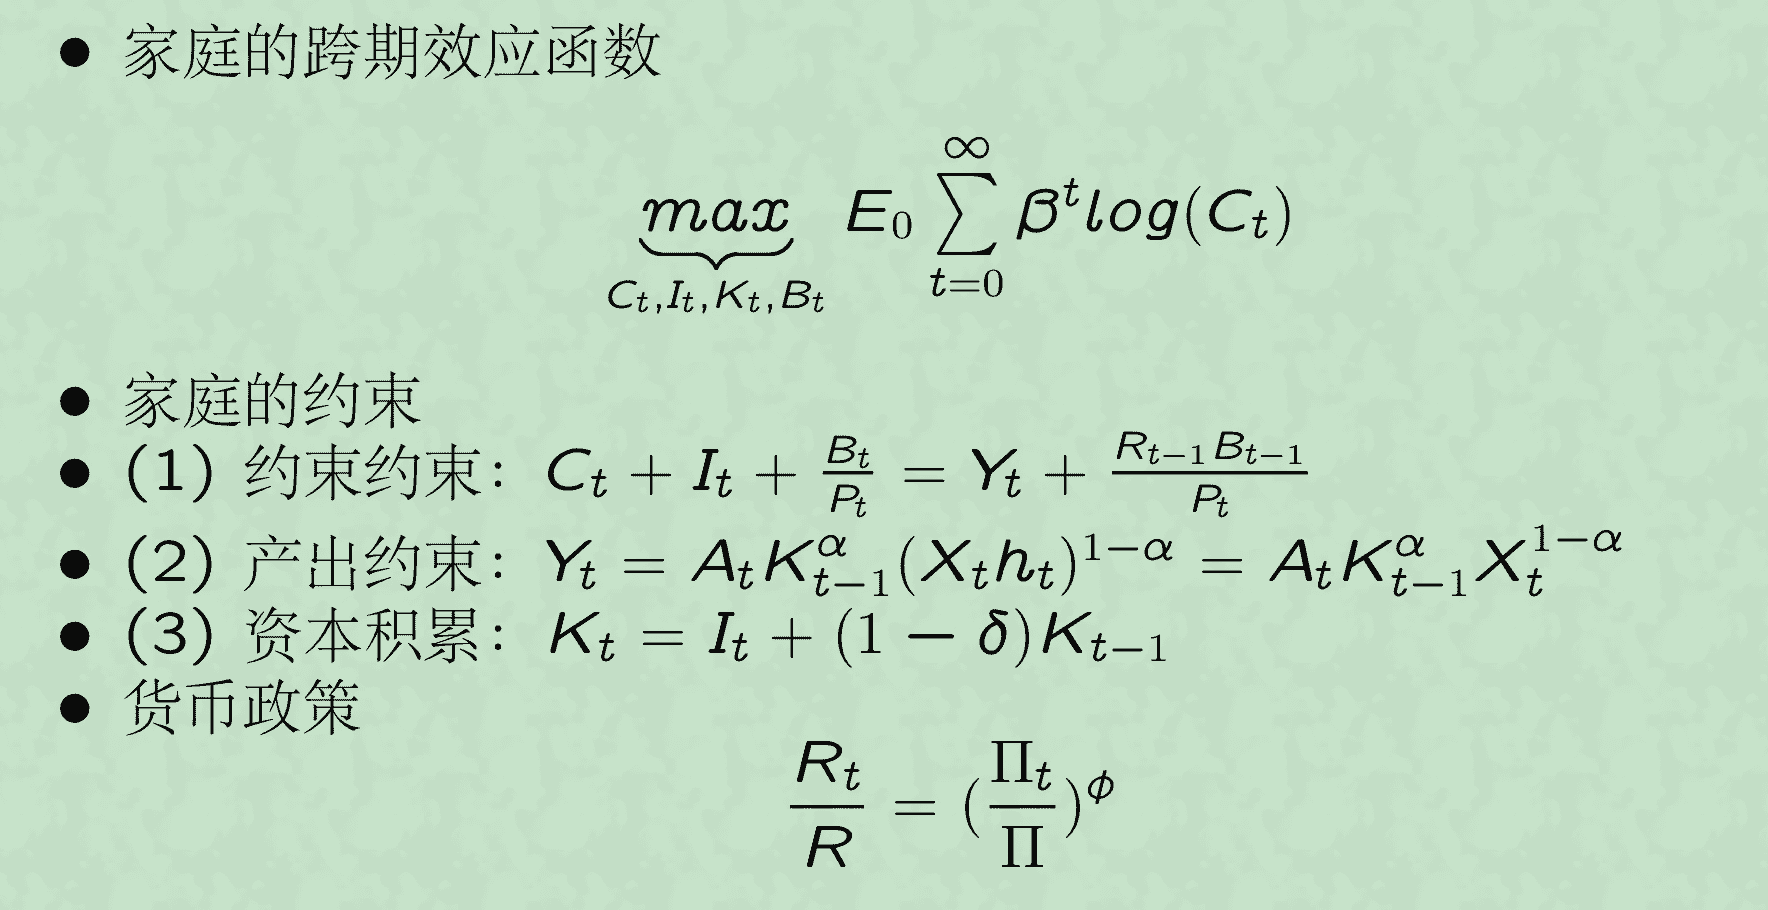 ● 家庭的跨期效应函数
$\underbrace{max}_{C_t,I_t,K_t,B_t} E_0 \sum_{t=0}^{\infty} \beta^t log(C_t)$
● 家庭的约束
● (1) 约束约束：$C_t + I_t + \frac{B_t}{P_t} = Y_t + \frac{R_{t-1}B_{t-1}}{P_t}$
● (2) 产出约束：$Y_t = A_t K_{t-1}^{\alpha}(X_t h_t)^{1-\alpha} = A_t K_{t-1}^{\alpha} X_t^{1-\alpha}$
● (3) 资本积累：$K_t = I_t + (1 - \delta)K_{t-1}$
● 货币政策
$\frac{R_t}{R} = (\frac{\Pi_t}{\Pi})^{\phi}$